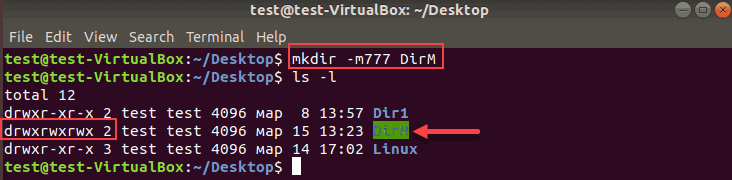 test@test-VirtualBox: ~/Desktop
File Edit View Search Terminal Help
test@test-VirtualBox:~/Desktop$ mkdir -m777 DirM
test@test-VirtualBox:~/Desktop$ ls -l
total 12
drwxr-xr-x 2 test test 4096 мар  8 13:57 Dir1
drwxrwxrwx 2 test test 4096 мар 15 13:23 DirM
drwxr-xr-x 3 test test 4096 мар 14 17:02 Linux
test@test-VirtualBox:~/Desktop$